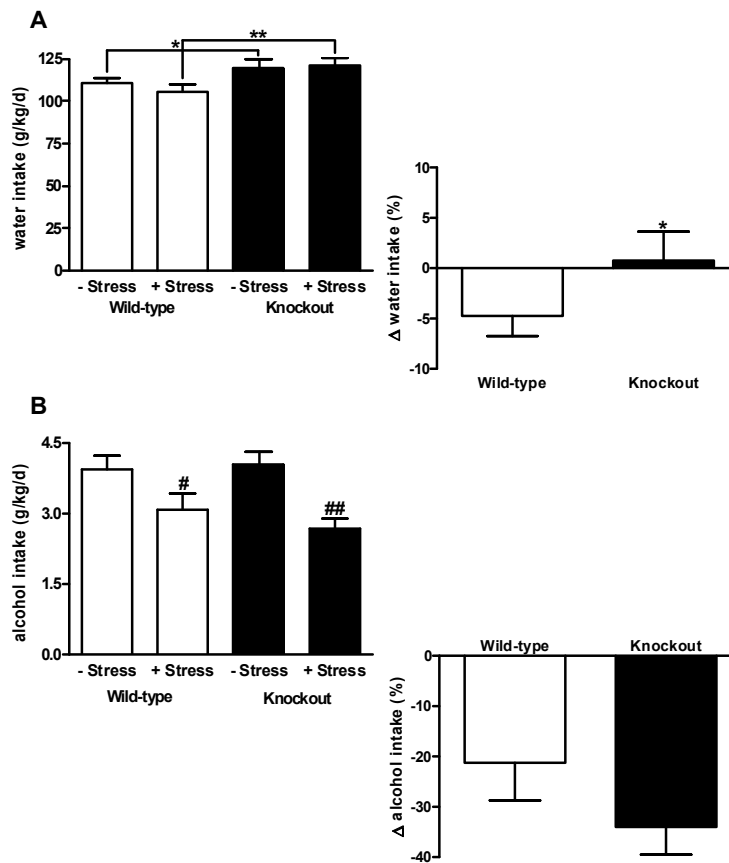 A
* **
water intake (g/kg/d)
125
100
75
50
25
0
- Stress + Stress - Stress + Stress
Wild-type Knockout
Δ water intake (%)
10
5
0
-5
-10
*
Wild-type Knockout
B
alcohol intake (g/kg/d)
4.5
3.0
1.5
0.0
#
##
- Stress + Stress - Stress + Stress
Wild-type Knockout
Δ alcohol intake (%)
0
-10
-20
-30
-40
Wild-type Knockout